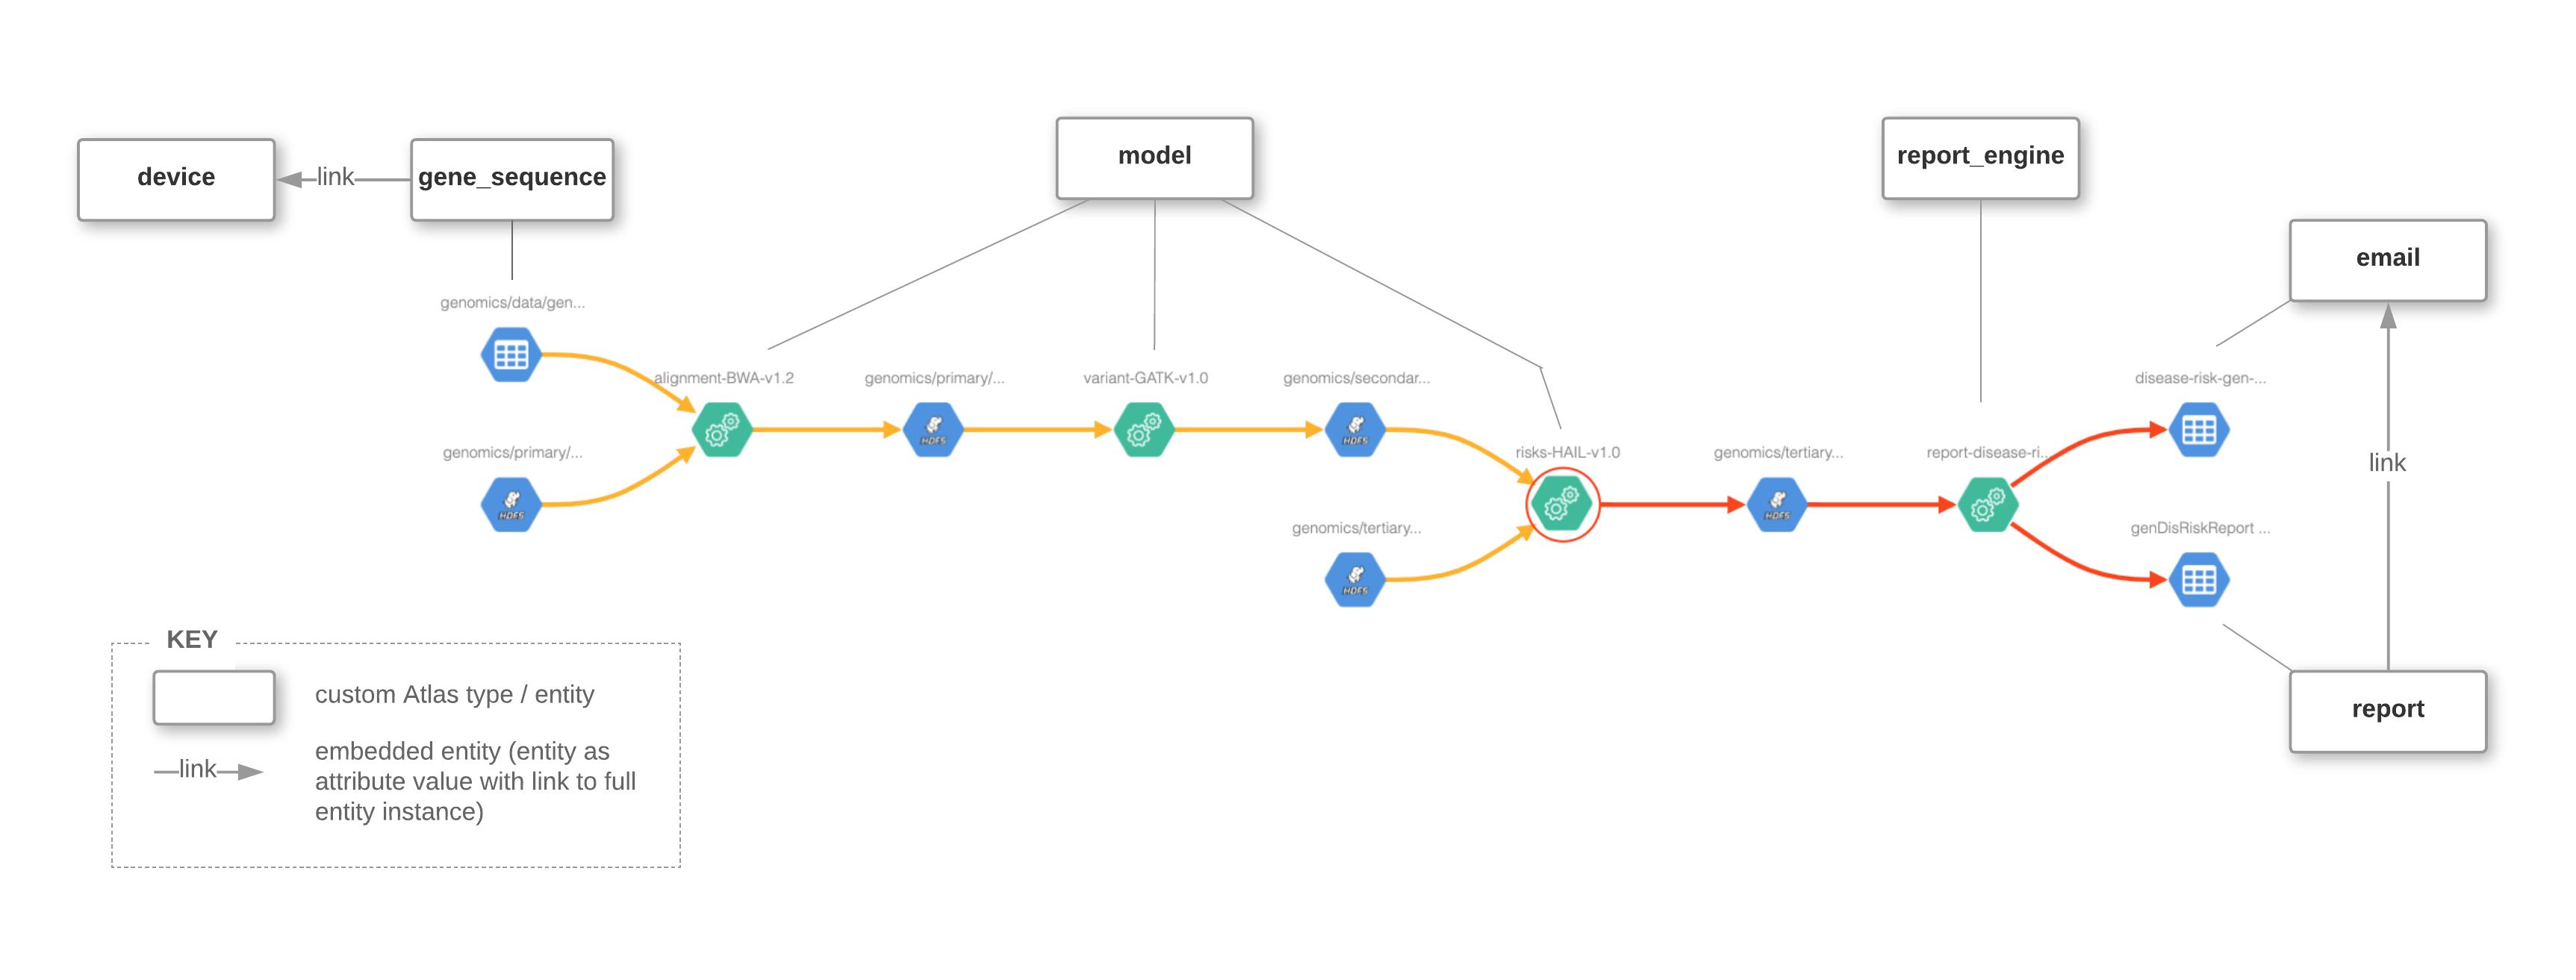 device
link
gene_sequence
model
report_engine
email
genomics/data/gen...
alignment-BWA-v1.2
genomics/primary/...
variant-GATK-v1.0
genomics/secondar...
disease-risk-gen-...
HDFS
HDFS
genomics/primary/...
risks-HAIL-v1.0
genomics/tertiary...
report-disease-ri...
link
HDFS
HDFS
genomics/tertiary...
genDisRiskReport ...
HDFS
KEY
custom Atlas type / entity
report
link
embedded entity (entity as
attribute value with link to full
entity instance)